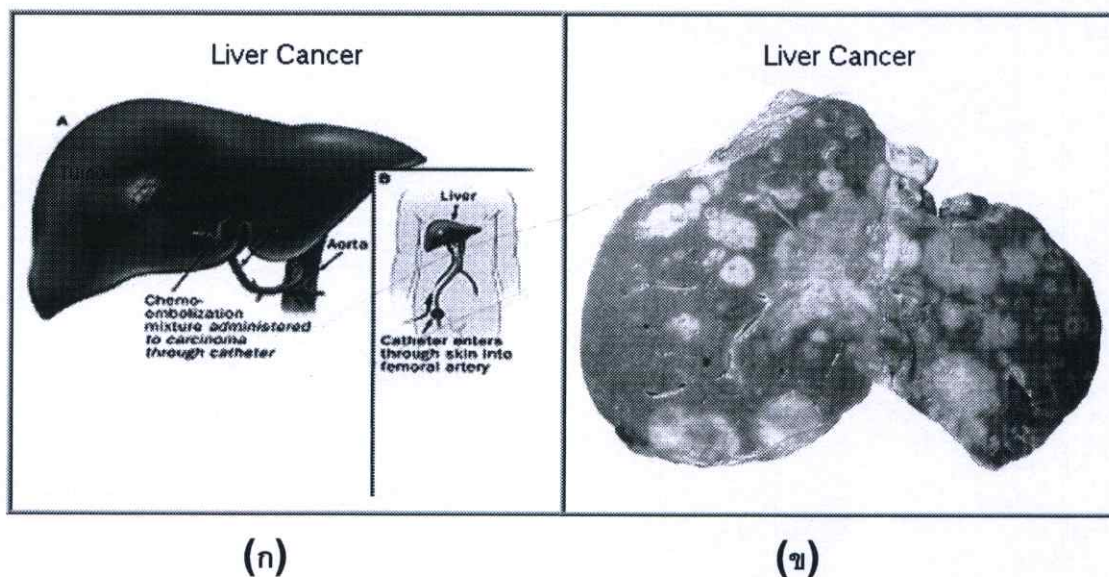 Liver Cancer
A
Tumor
Aorta
Chemo-
embolization
mixture administered
to carcinoma
through catheter
B
Liver
Catheter enters
through skin into
femoral artery
Liver Cancer
(ก)
(ข)